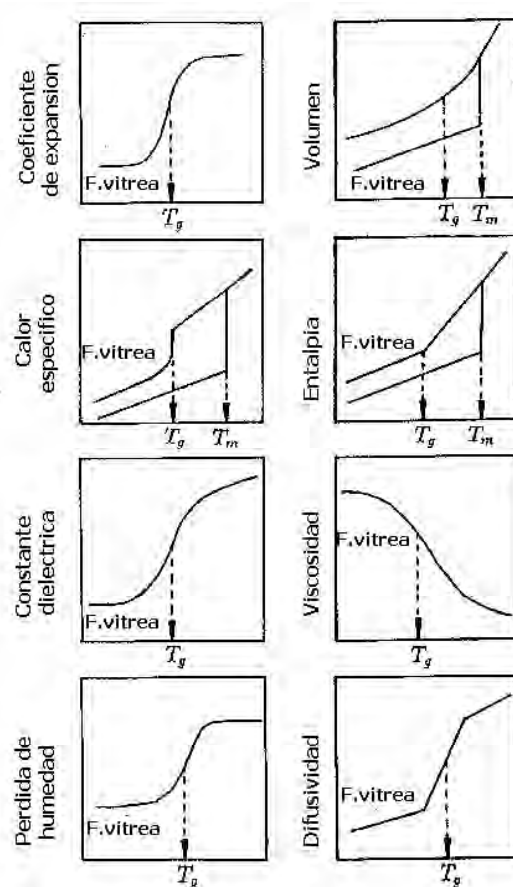 Coeficiente
de expansion
F.vitrea
Tg
Volumen
F.vitrea
Tg
Tm
Calor
especifico
F.vitrea
Tg
Tm
Entalpia
F.vitrea
Tg
Tm
Constante
dielectrica
F.vitrea
Tg
Viscosidad
F.vitrea
Tg
Perdida de
humedad
F.vitrea
Tg
Difusividad
F.vitrea
Tg